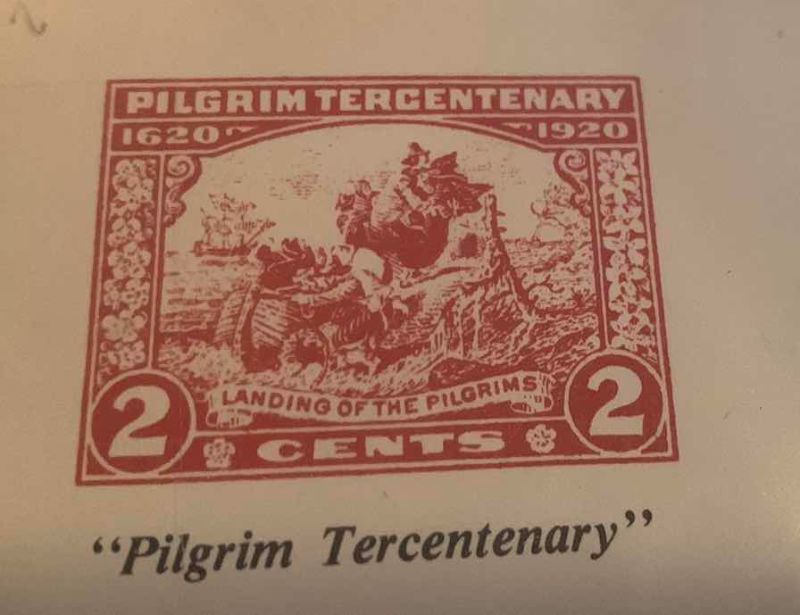 PILGRIM TERCENTENARY
1620 1920
LANDING OF THE PILGRIMS
2 CENTS 2
"Pilgrim Tercentenary"